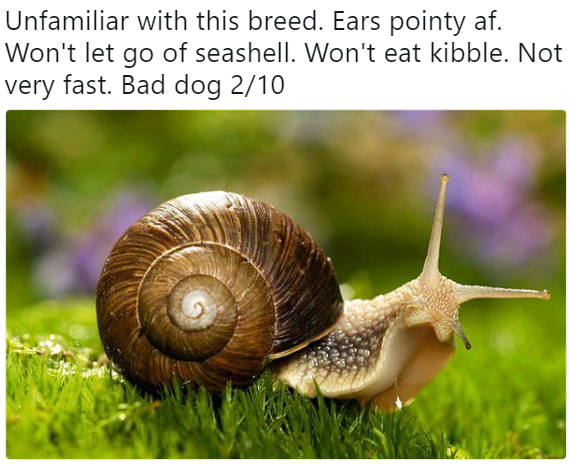 Unfamiliar with this breed. Ears pointy af.
Won't let go of seashell. Won't eat kibble. Not
very fast. Bad dog 2/10